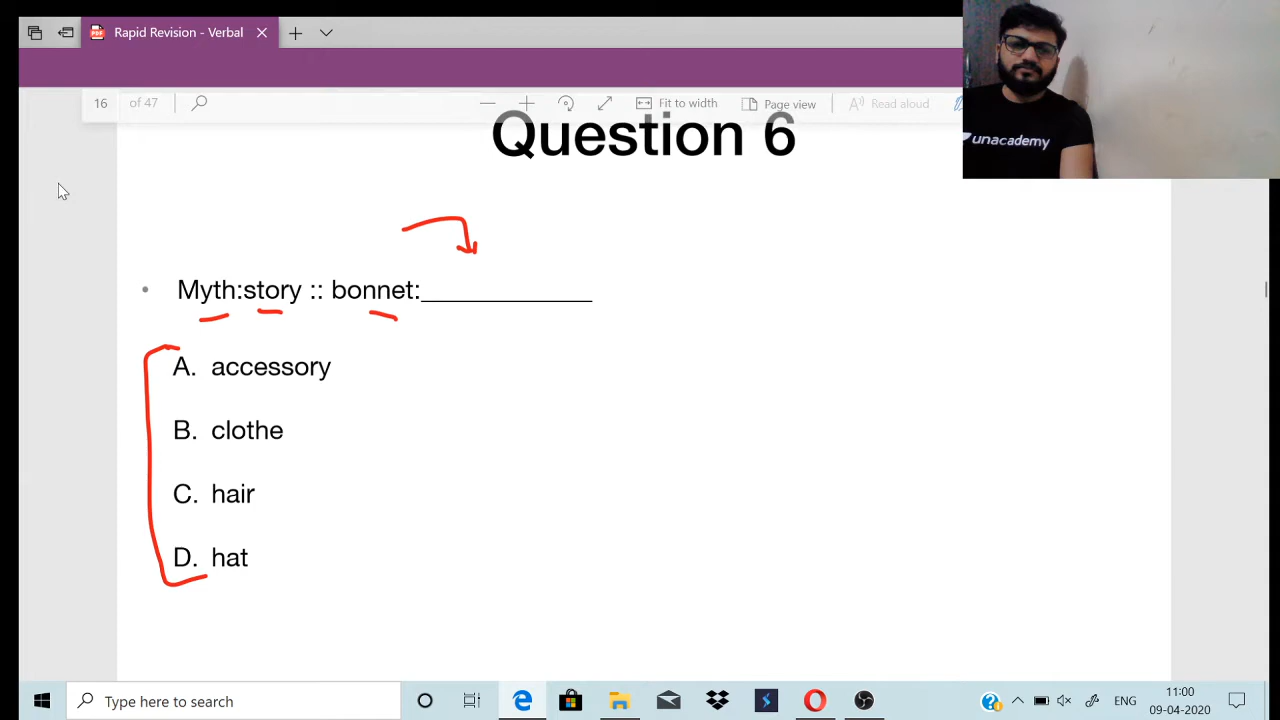 Rapid Revision - Verbal
16 of 47
Fit to width
Page view
Read aloud
unacademy
Question 6
• Myth:story :: bonnet:_____________
A. accessory
B. clothe
C. hair
D. hat
Type here to search
ENG
11:00
09-04-2020